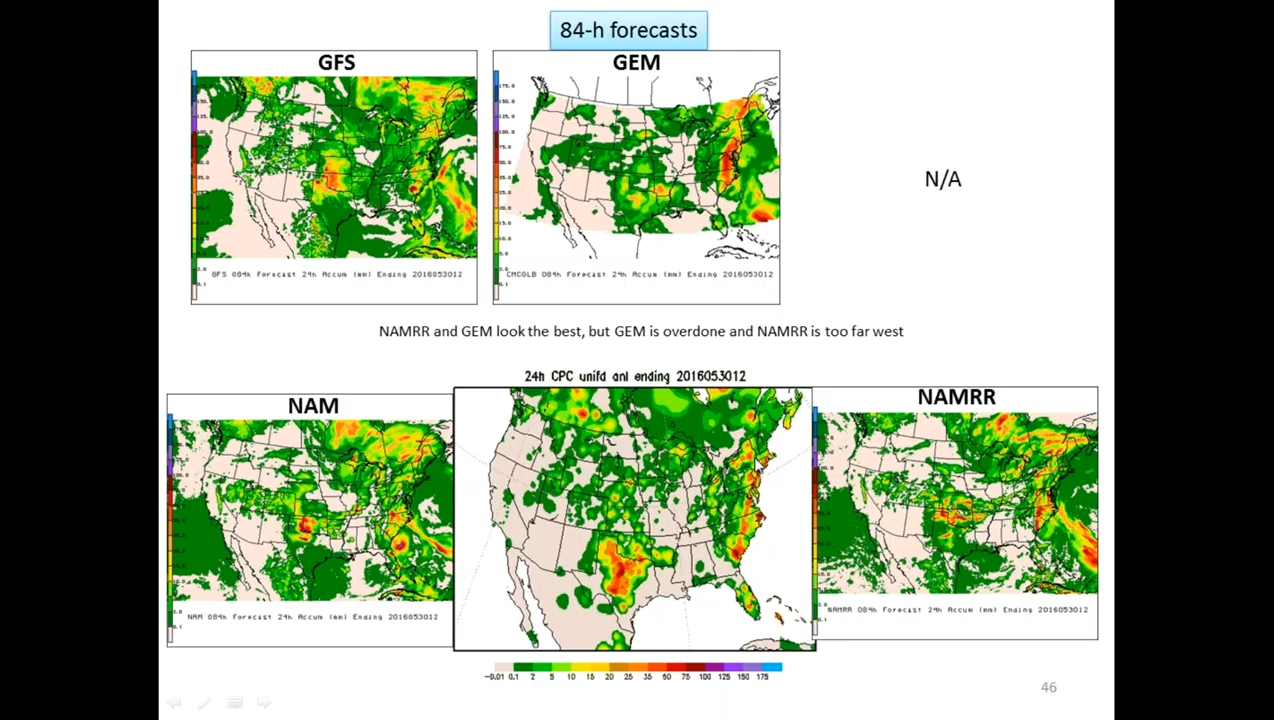 84-h forecasts
GFS
GEM
GFS 084h Forecast 24h Accum (mm) Ending 2016053012
CMCGLB 084h Forecast 24h Accum (mm) Ending 2016053012
N/A
NAMRR and GEM look the best, but GEM is overdone and NAMRR is too far west
24h CPC unifd anl ending 2016053012
NAM
NAMRR
NAM 084h Forecast 24h Accum (mm) Ending 2016053012
NAMRR 084h Forecast 24h Accum (mm) Ending 2016053012
-0.01 0.1 2 5 10 15 20 25 35 50 75 100 125 150 175
46